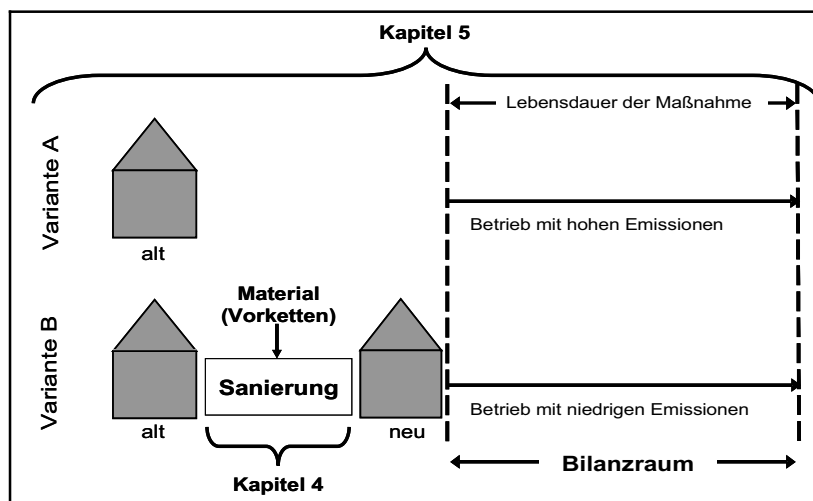 Kapitel 5
Lebensdauer der Maßnahme
Variante A
Betrieb mit hohen Emissionen
alt
Variante B
Material
(Vorketten)
Sanierung
Betrieb mit niedrigen Emissionen
alt
neu
Kapitel 4
Bilanzraum